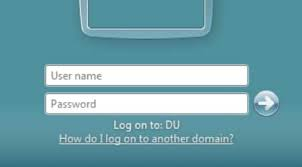 User name
Password
Log on to: DU
How do I log on to another domain?